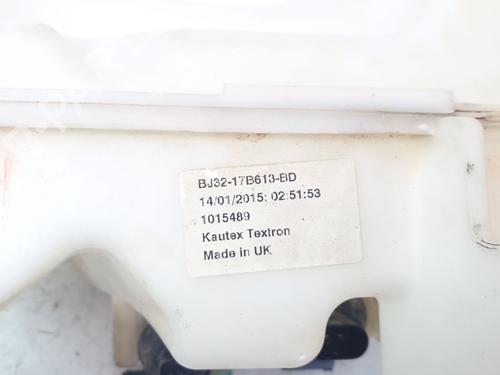 BJ32-17B613-BD
14/01/2015; 02:51:53
1015489
Kautex Textron
Made in UK